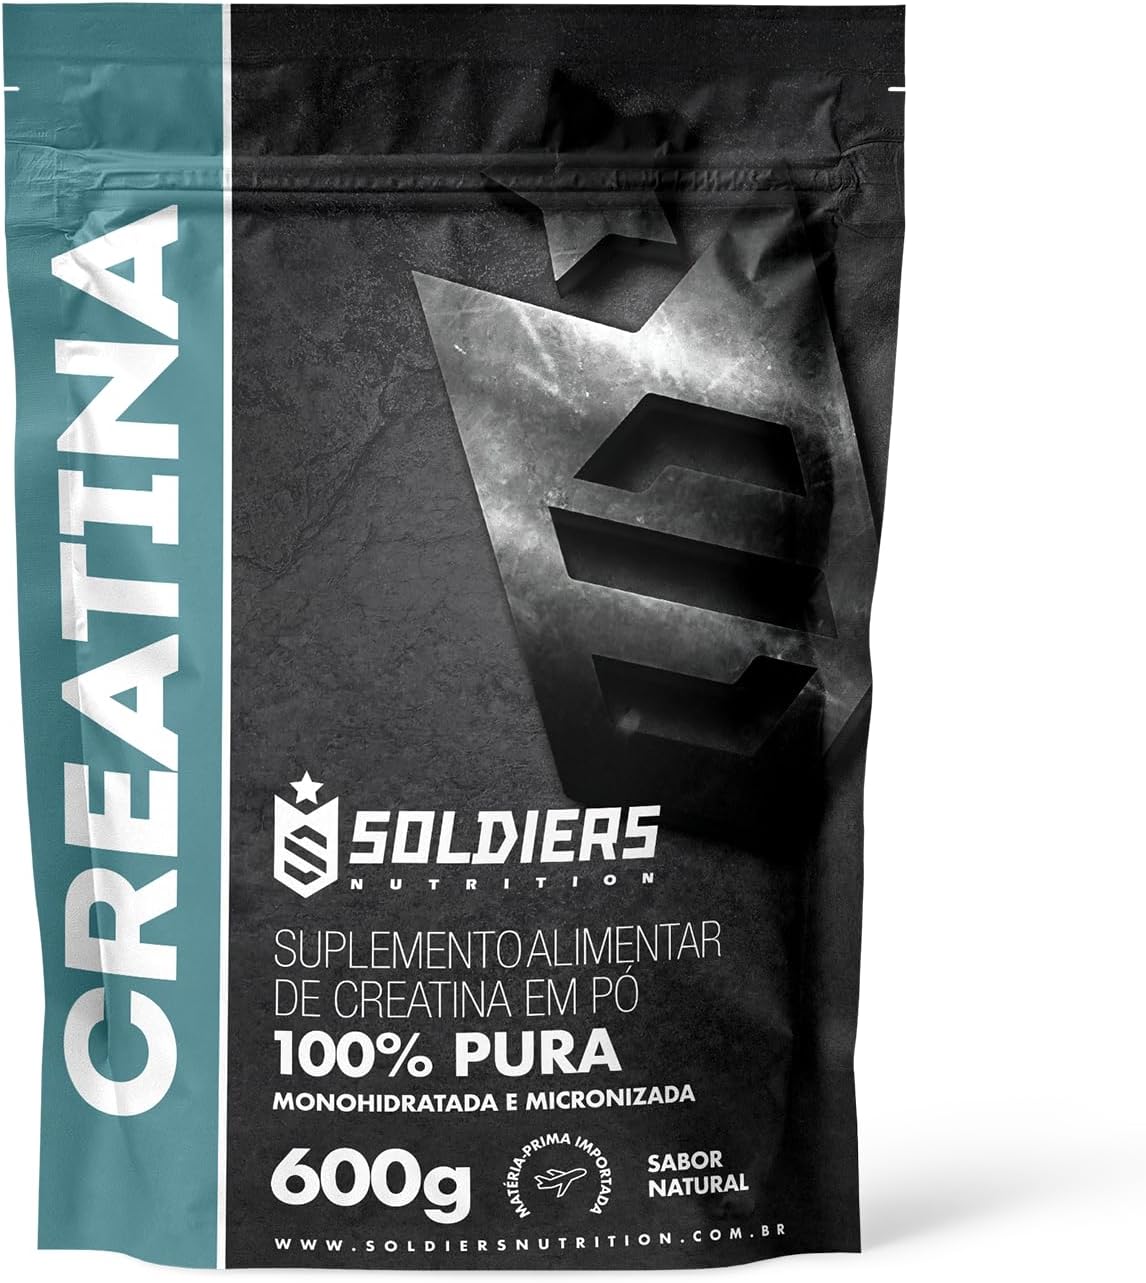 CREATINA
SOLDIERS
NUTRITION
SUPLEMENTO ALIMENTAR
DE CREATINA EM PÓ
100% PURA
MONOHIDRATADA E MICRONIZADA
600g
MATÉRIA-PRIMA IMPORTADA
SABOR
NATURAL
WWW.SOLDIERSNUTRITION.COM.BR